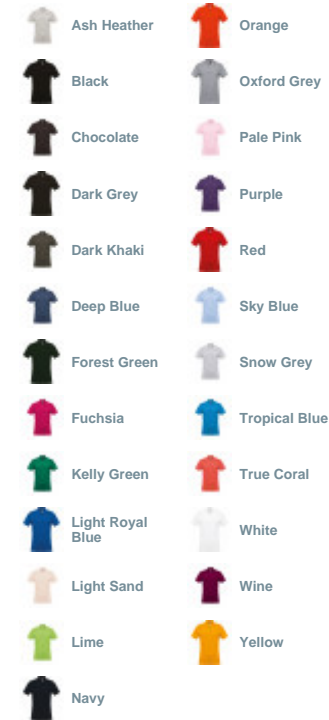 Ash Heather
Black
Chocolate
Dark Grey
Dark Khaki
Deep Blue
Forest Green
Fuchsia
Kelly Green
Light Royal
Blue
Light Sand
Lime
Navy
Orange
Oxford Grey
Pale Pink
Purple
Red
Sky Blue
Snow Grey
Tropical Blue
True Coral
White
Wine
Yellow